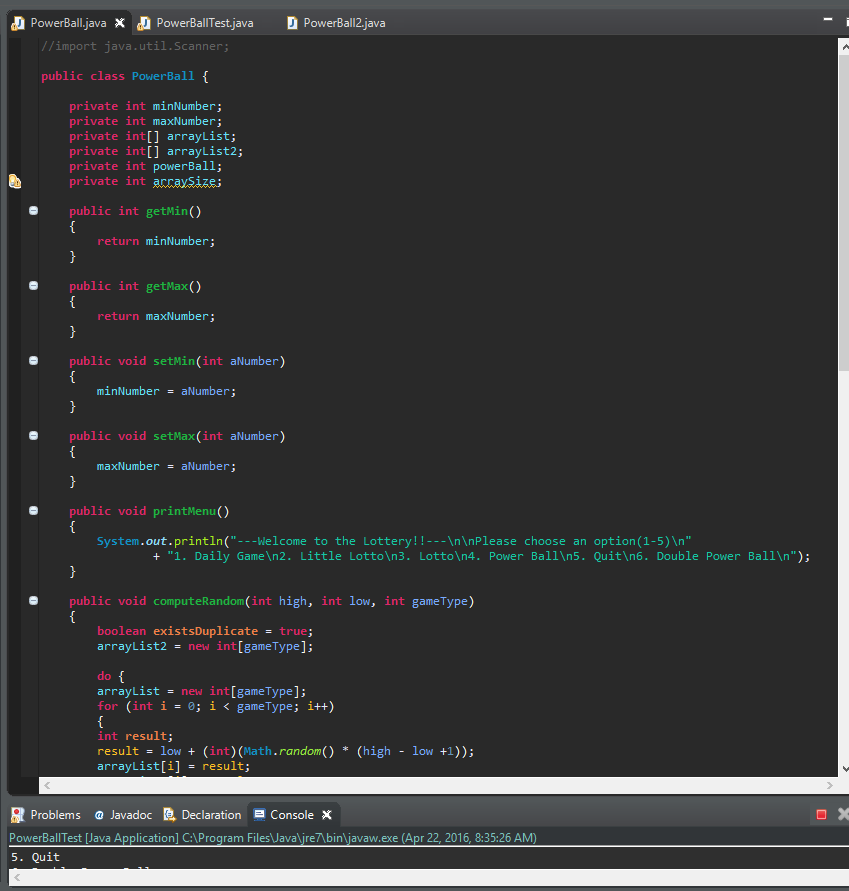 PowerBall.java PowerBallTest.java PowerBall2.java
//import java.util.Scanner;
public class PowerBall {
private int minNumber;
private int maxNumber;
private int[] arrayList;
private int[] arrayList2;
private int powerBall;
private int arraySize;
public int getMin()
{
return minNumber;
}
public int getMax()
{
return maxNumber;
}
public void setMin(int aNumber)
{
minNumber = aNumber;
}
public void setMax(int aNumber)
{
maxNumber = aNumber;
}
public void printMenu()
{
System.out.println("---Welcome to the Lottery!!---\n\nPlease choose an option(1-5)\n"
+ "1. Daily Game\n2. Little Lotto\n3. Lotto\n4. Power Ball\n5. Quit\n6. Double Power Ball\n");
}
public void computeRandom(int high, int low, int gameType)
{
boolean existsDuplicate = true;
arrayList2 = new int[gameType];
do {
arrayList = new int[gameType];
for (int i = 0; i < gameType; i++)
{
int result;
result = low + (int)(Math.random() * (high - low +1));
arrayList[i] = result;
Problems @ Javadoc Declaration Console
PowerBallTest [Java Application] C:\Program Files\Java\jre7\bin\javaw.exe (Apr 22, 2016, 8:35:26 AM)
5. Quit